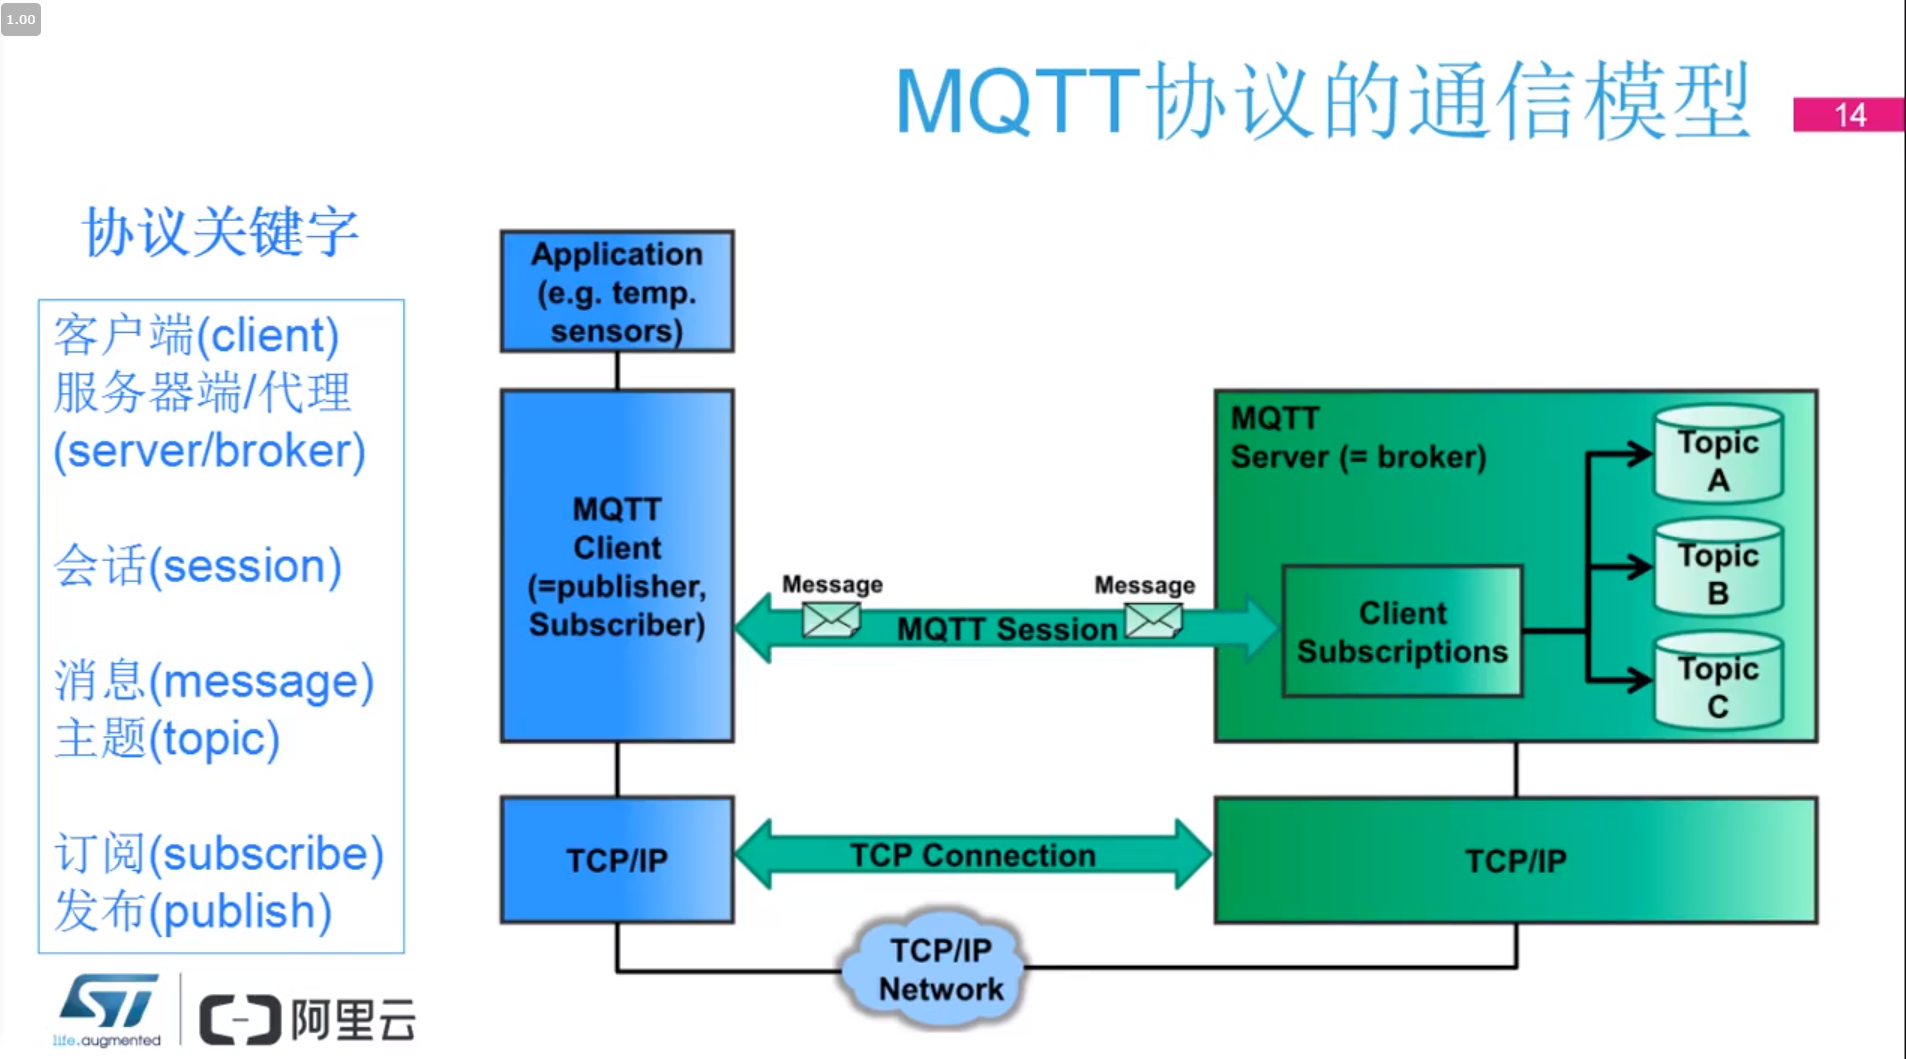 1.00
MQTT协议的通信模型
14
协议关键字
客户端(client)
服务器端/代理
(server/broker)
会话(session)
消息(message)
主题(topic)
订阅(subscribe)
发布(publish)
Application
(e.g. temp.
sensors)
MQTT
Client
(=publisher,
Subscriber)
Message
Message
MQTT Session
MQTT
Server (= broker)
Client
Subscriptions
Topic
A
Topic
B
Topic
C
TCP/IP
TCP Connection
TCP/IP
TCP/IP
Network
ST
life.augmented
阿里云